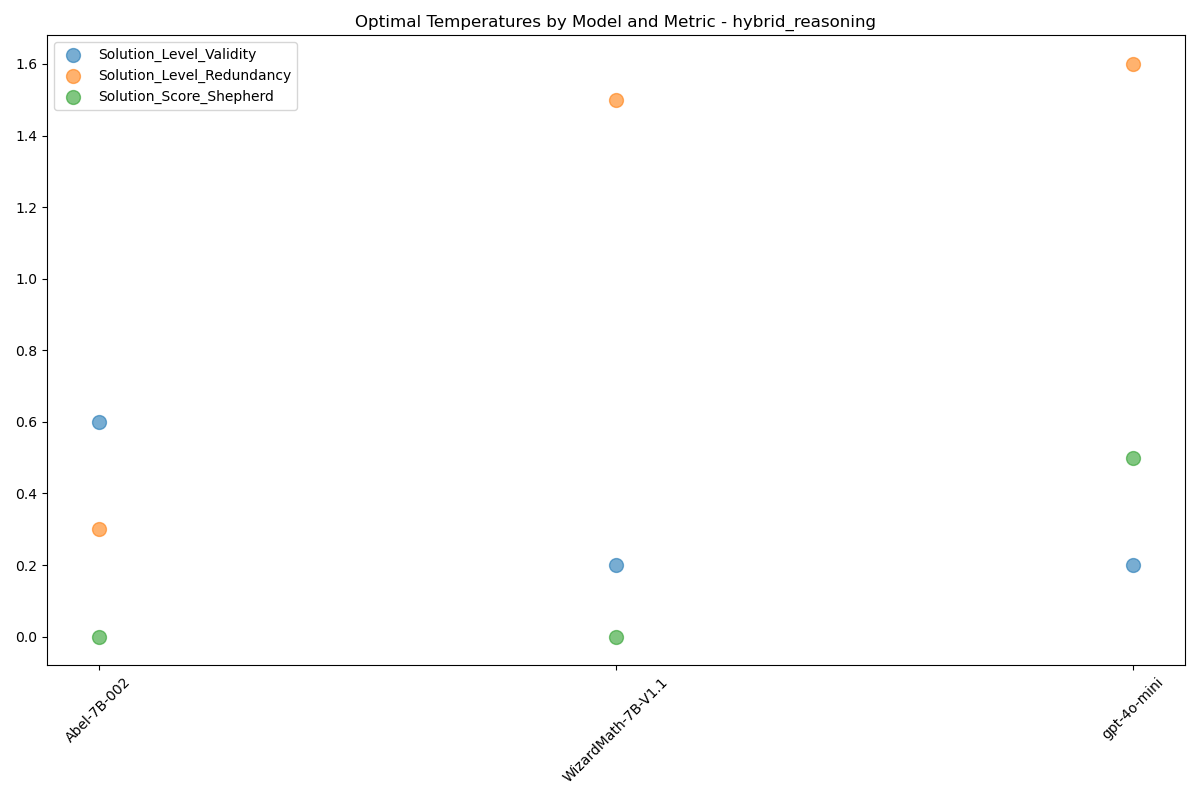 Optimal Temperatures by Model and Metric - hybrid_reasoning
Solution_Level_Validity
Solution_Level_Redundancy
Solution_Score_Shepherd
1.6
1.4
1.2
1.0
0.8
0.6
0.4
0.2
0.0
Abel-7B-002
WizardMath-7B-V1.1
gpt-4o-mini